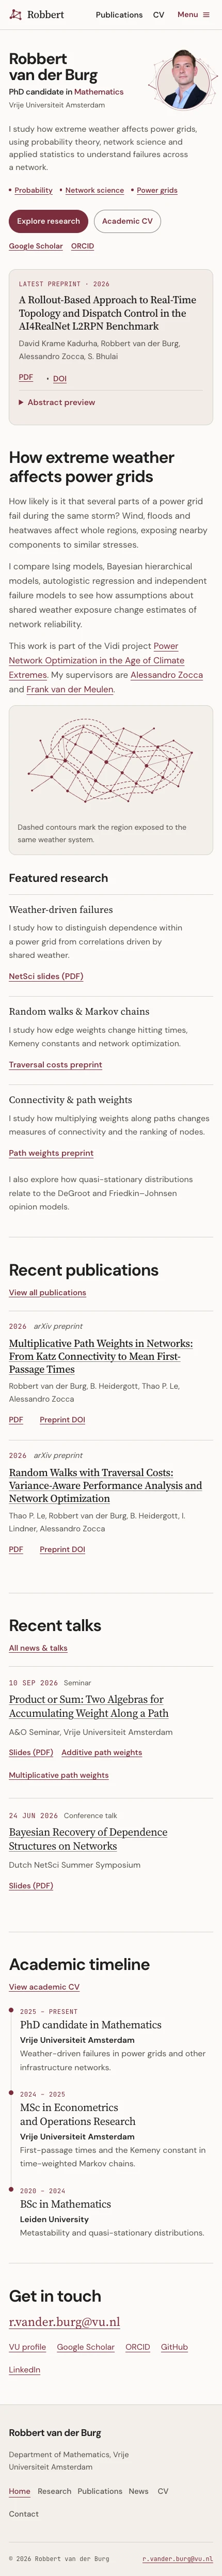 Robbert
Publications CV Menu
Robbert
van der Burg
PhD candidate in Mathematics
Vrije Universiteit Amsterdam
I study how extreme weather affects power grids,
using probability theory, network science and
applied statistics to understand failures across
a network.
Probability • Network science • Power grids
Explore research Academic CV
Google Scholar ORCID
LATEST PREPRINT · 2026
A Rollout-Based Approach to Real-Time
Topology and Dispatch Control in the
AI4RealNet L2RPN Benchmark
David Krame Kadurha, Robbert van der Burg,
Alessandro Zocca, S. Bhulai
PDF · DOI
Abstract preview
How extreme weather
affects power grids
How likely is it that several parts of a power grid
fail during the same storm? Wind, floods and
heatwaves affect whole regions, exposing nearby
components to similar stresses.
I compare Ising models, Bayesian hierarchical
models, autologistic regression and independent
failure models to see how assumptions about
shared weather exposure change estimates of
network reliability.
This work is part of the Vidi project Power
Network Optimization in the Age of Climate
Extremes. My supervisors are Alessandro Zocca
and Frank van der Meulen.
Dashed contours mark the region exposed to the
same weather system.
Featured research
Weather-driven failures
I study how to distinguish dependence within
a power grid from correlations driven by
shared weather.
NetSci slides (PDF)
Random walks & Markov chains
I study how edge weights change hitting times,
Kemeny constants and network optimization.
Traversal costs preprint
Connectivity & path weights
I study how multiplying weights along paths changes
measures of connectivity and the ranking of nodes.
Path weights preprint
I also explore how quasi-stationary distributions
relate to the DeGroot and Friedkin–Johnsen
opinion models.
Recent publications
View all publications
2026 arXiv preprint
Multiplicative Path Weights in Networks:
From Katz Connectivity to Mean First-
Passage Times
Robbert van der Burg, B. Heidergott, Thao P. Le,
Alessandro Zocca
PDF Preprint DOI
2026 arXiv preprint
Random Walks with Traversal Costs:
Variance-Aware Performance Analysis and
Network Optimization
Thao P. Le, Robbert van der Burg, B. Heidergott, I.
Lindner, Alessandro Zocca
PDF Preprint DOI
Recent talks
All news & talks
10 SEP 2026 Seminar
Product or Sum: Two Algebras for
Accumulating Weight Along a Path
A&O Seminar, Vrije Universiteit Amsterdam
Slides (PDF) Additive path weights
Multiplicative path weights
24 JUN 2026 Conference talk
Bayesian Recovery of Dependence
Structures on Networks
Dutch NetSci Summer Symposium
Slides (PDF)
Academic timeline
View academic CV
2025 – PRESENT
PhD candidate in Mathematics
Vrije Universiteit Amsterdam
Weather-driven failures in power grids and other
infrastructure networks.
2024 – 2025
MSc in Econometrics
and Operations Research
Vrije Universiteit Amsterdam
First-passage times and the Kemeny constant in
time-weighted Markov chains.
2020 – 2024
BSc in Mathematics
Leiden University
Metastability and quasi-stationary distributions.
Get in touch
r.vander.burg@vu.nl
VU profile Google Scholar ORCID GitHub
LinkedIn
Robbert van der Burg
Department of Mathematics, Vrije
Universiteit Amsterdam
Home Research Publications News CV
Contact
© 2026 Robbert van der Burg r.vander.burg@vu.nl